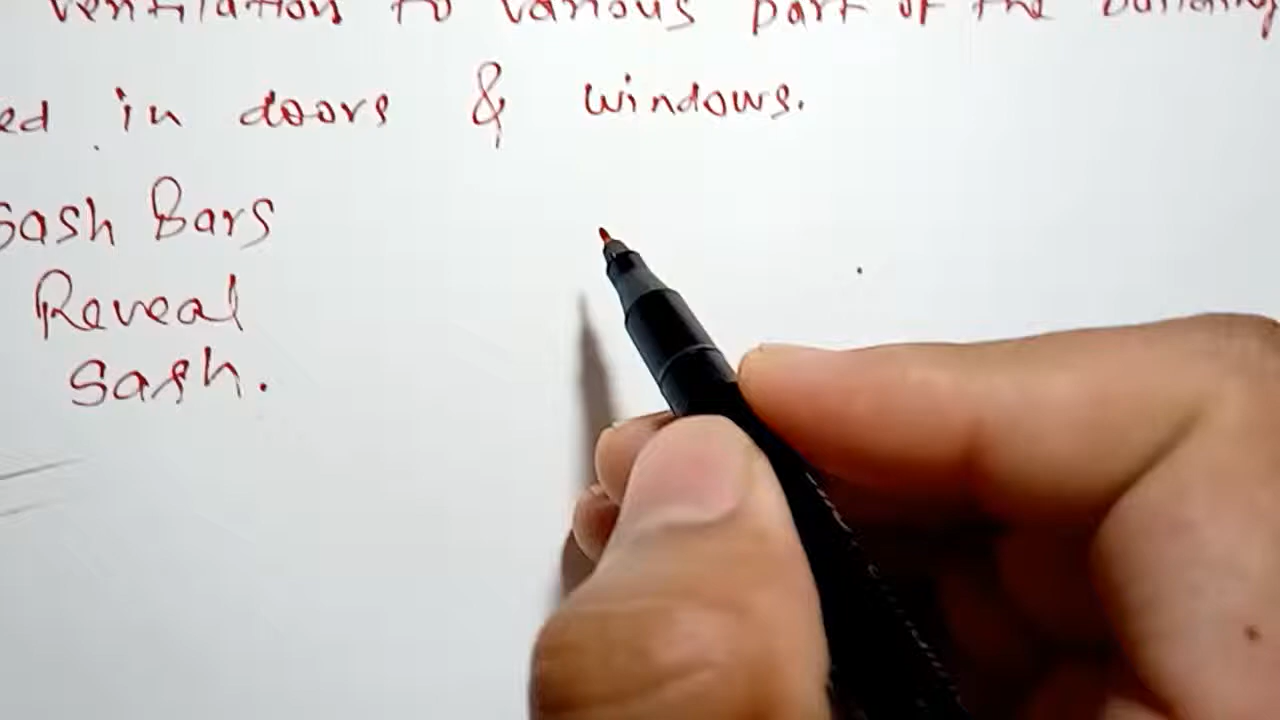 ventilation to various part of the building
ed in doors & windows.
Sash Bars
Reveal
Sash.